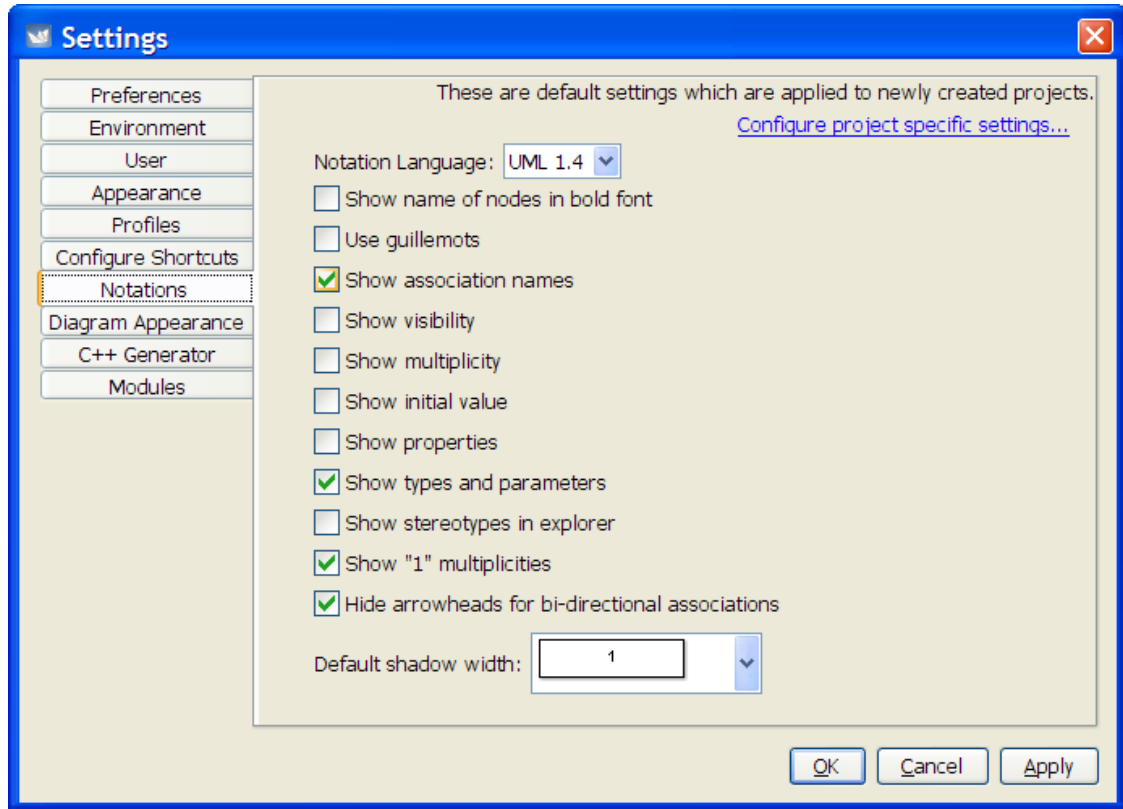 Settings
Preferences
Environment
User
Appearance
Profiles
Configure Shortcuts
Notations
Diagram Appearance
C++ Generator
Modules
These are default settings which are applied to newly created projects.
Configure project specific settings...
Notation Language: UML 1.4
Show name of nodes in bold font
Use guillemots
Show association names
Show visibility
Show multiplicity
Show initial value
Show properties
Show types and parameters
Show stereotypes in explorer
Show "1" multiplicities
Hide arrowheads for bi-directional associations
Default shadow width: 1
OK Cancel Apply